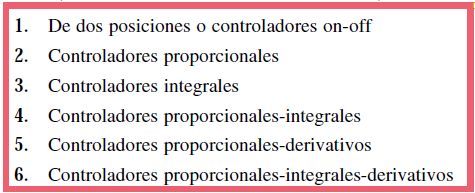 1. De dos posiciones o controladores on-off
2. Controladores proporcionales
3. Controladores integrales
4. Controladores proporcionales-integrales
5. Controladores proporcionales-derivativos
6. Controladores proporcionales-integrales-derivativos